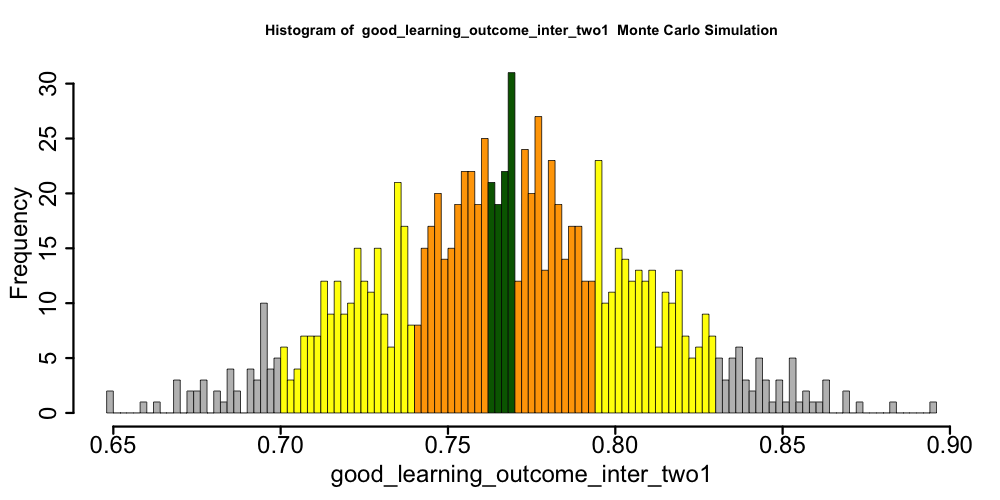 Histogram of  good_learning_outcome_inter_two1  Monte Carlo Simulation
30
25
20
15
10
5
0
Frequency
0.65 0.70 0.75 0.80 0.85 0.90
good_learning_outcome_inter_two1